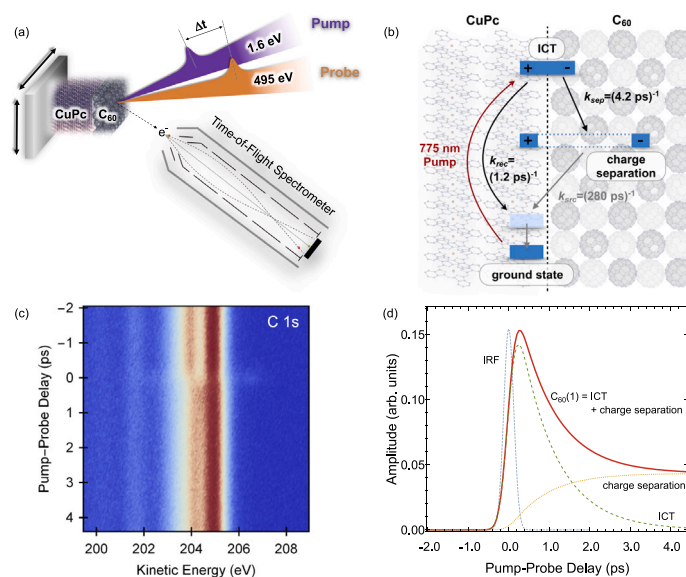 (a)
Δt
Pump
1.6 eV
Probe
495 eV
CuPc
C60
e-
Time-of-Flight Spectrometer
(b)
CuPc
C60
ICT
+
-
ksep=(4.2 ps)-1
+
-
775 nm
Pump
krec=
(1.2 ps)-1
charge
separation
ksrc=(280 ps)-1
ground state
(c)
C 1s
Pump–Probe Delay (ps)
−2
−1
0
1
2
3
4
200
202
204
206
208
Kinetic Energy (eV)
(d)
Amplitude (arb. units)
0.15
0.10
0.05
0.00
IRF
C60(1) = ICT
+ charge separation
charge separation
ICT
-2.0
-1.0
0.0
1.0
2.0
3.0
4.0
Pump-Probe Delay (ps)